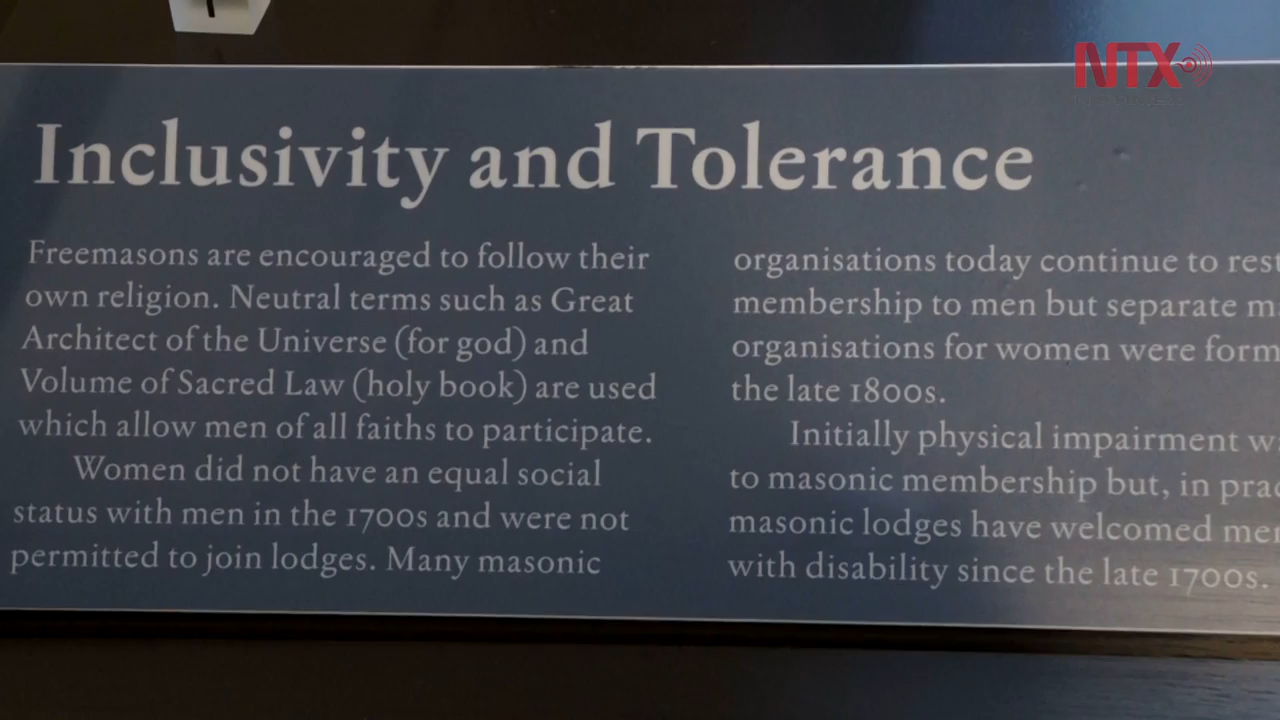 NTX
Inclusivity and Tolerance
Freemasons are encouraged to follow their
own religion. Neutral terms such as Great
Architect of the Universe (for god) and
Volume of Sacred Law (holy book) are used
which allow men of all faiths to participate.
Women did not have an equal social
status with men in the 1700s and were not
permitted to join lodges. Many masonic
organisations today continue to rest
membership to men but separate m
organisations for women were form
the late 1800s.
Initially physical impairment w
to masonic membership but, in prac
masonic lodges have welcomed me
with disability since the late 1700s.